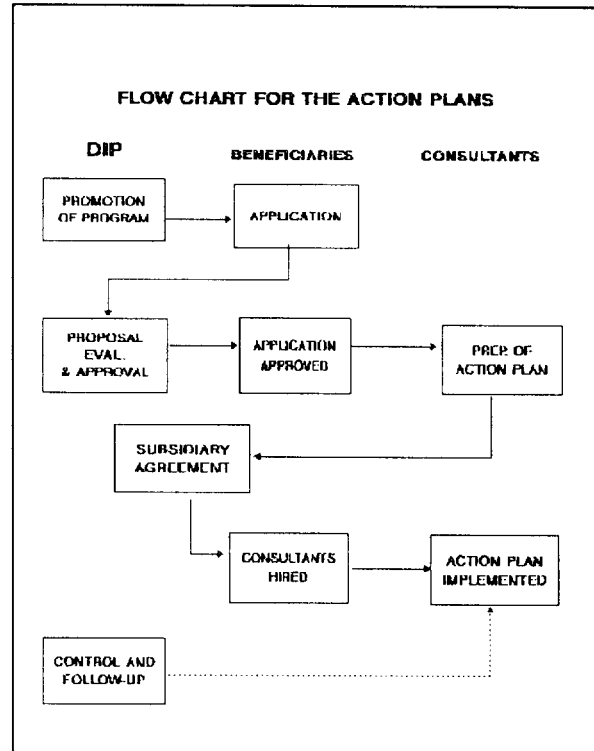 FLOW CHART FOR THE ACTION PLANS
DIP
BENEFICIARIES
CONSULTANTS
PROMOTION
OF PROGRAM
APPLICATION
PROPOSAL
EVAL.
& APPROVAL
APPLICATION
APPROVED
PREP. OF
ACTION PLAN
SUBSIDIARY
AGREEMENT
CONSULTANTS
HIRED
ACTION PLAN
IMPLEMENTED
CONTROL AND
FOLLOW-UP